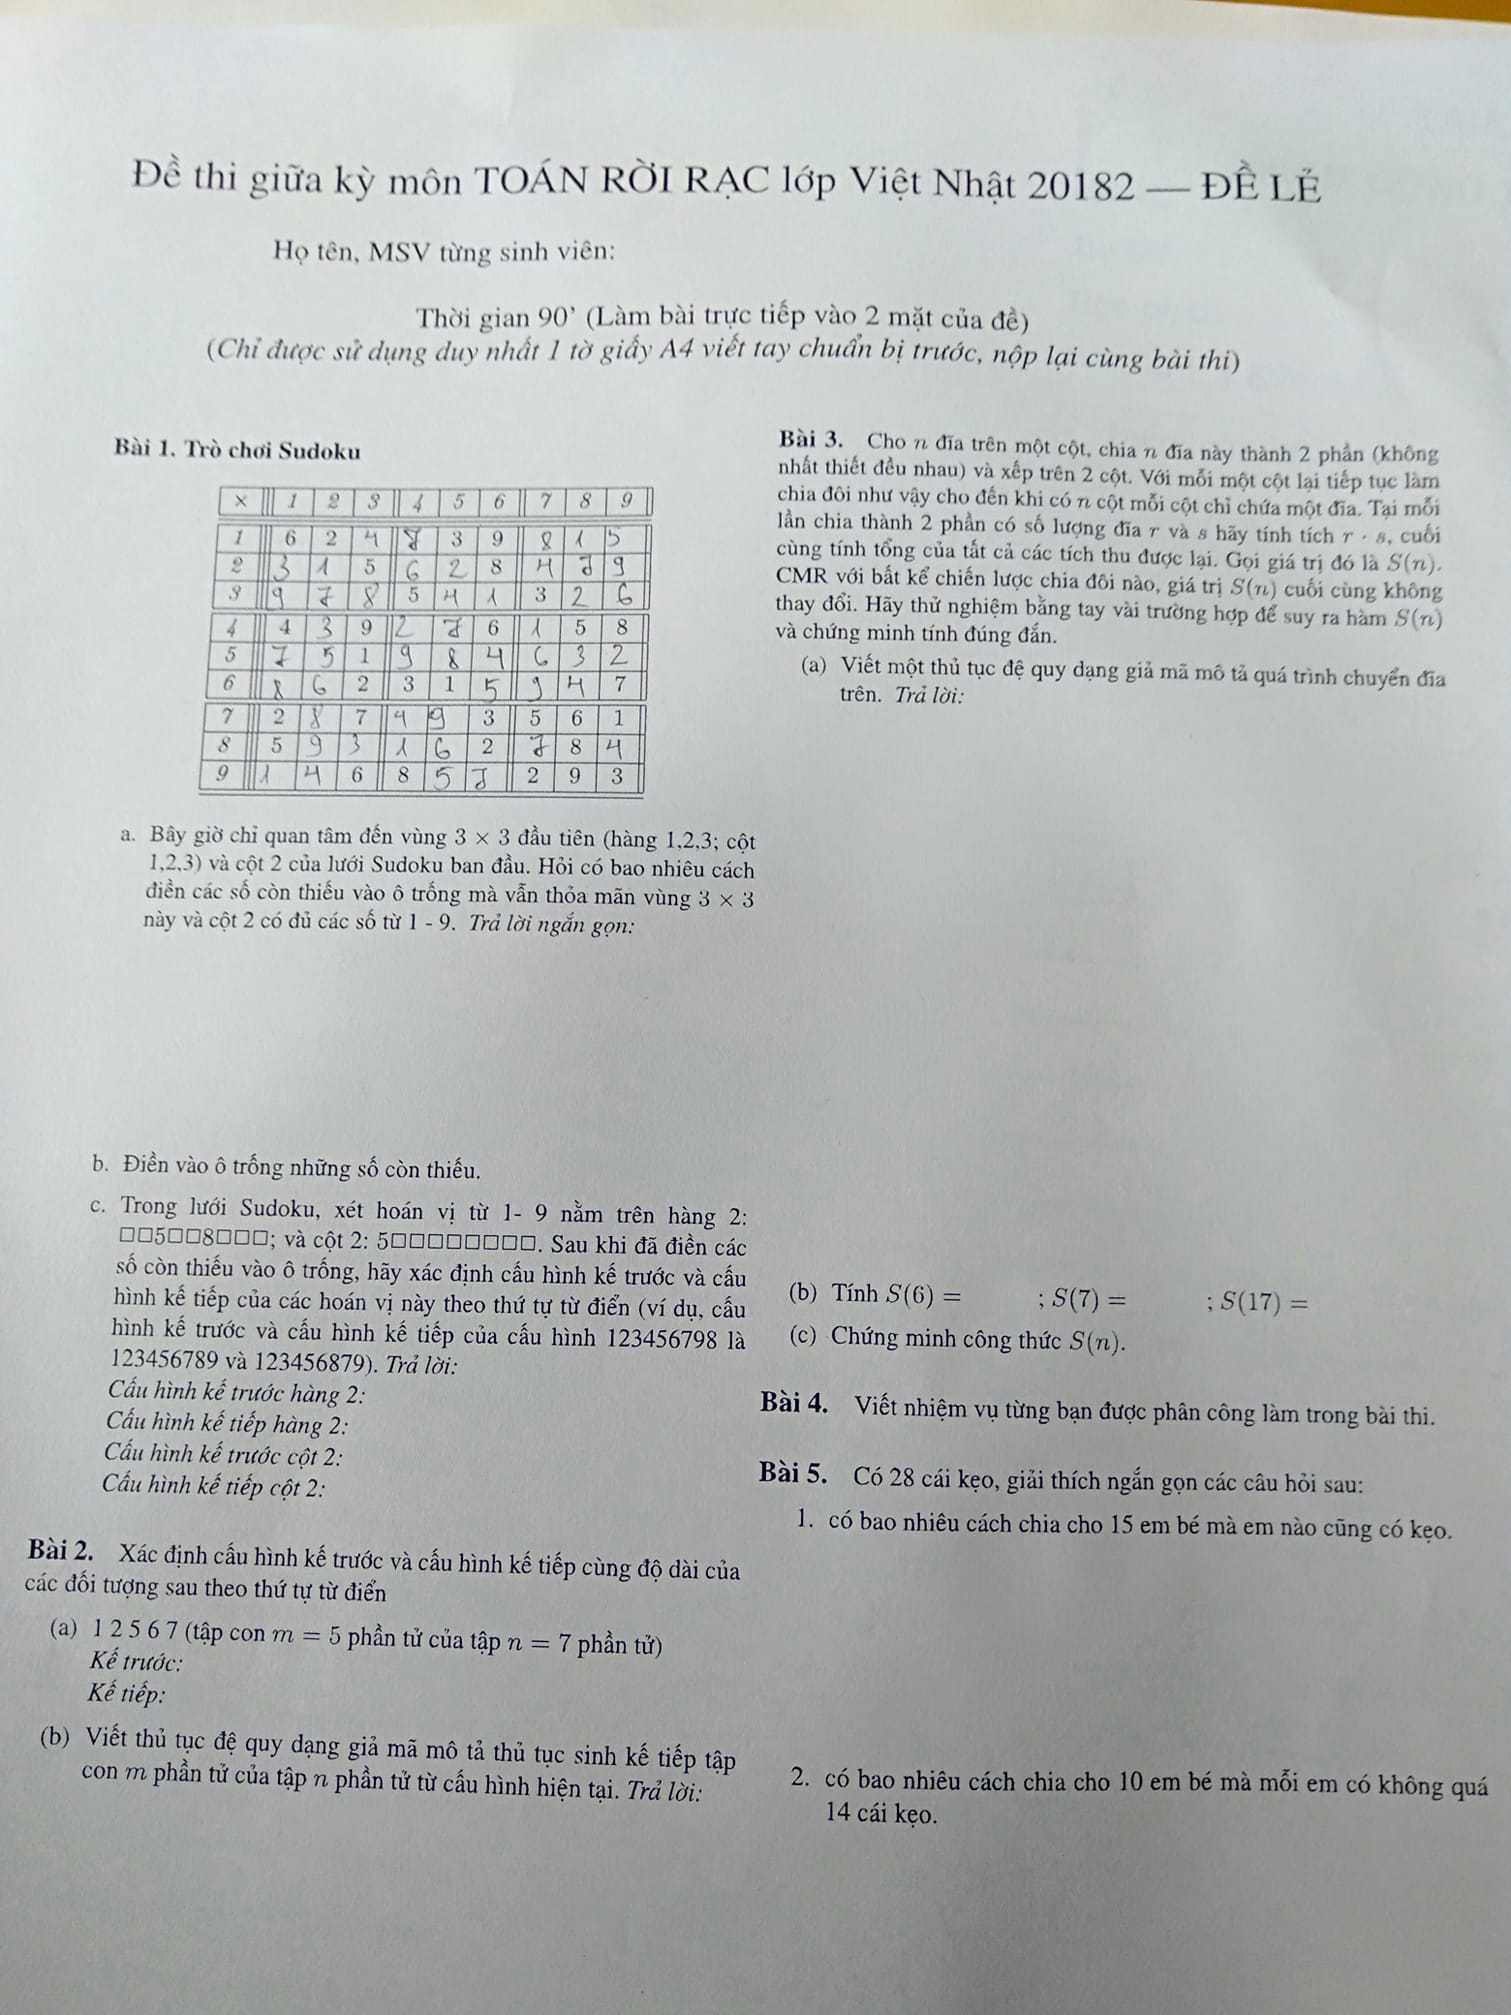 Đề thi giữa kỳ môn TOÁN RỜI RẠC lớp Việt Nhật 20182 — ĐỀ LẺ
Họ tên, MSV từng sinh viên:
Thời gian 90’ (Làm bài trực tiếp vào 2 mặt của đề)
(Chỉ được sử dụng duy nhất 1 tờ giấy A4 viết tay chuẩn bị trước, nộp lại cùng bài thi)
Bài 1. Trò chơi Sudoku
× 1 2 3 4 5 6 7 8 9
1 6 2 4 7 3 9 8 1 5
2 3 1 5 6 2 8 4 7 9
3 9 7 8 5 4 1 3 2 6
4 4 3 9 2 7 6 1 5 8
5 7 5 1 9 8 4 6 3 2
6 8 6 2 3 1 5 9 4 7
7 2 8 7 4 9 3 5 6 1
8 5 9 3 1 6 2 7 8 4
9 1 4 6 8 5 7 2 9 3
a. Bây giờ chỉ quan tâm đến vùng 3 × 3 đầu tiên (hàng 1,2,3; cột
1,2,3) và cột 2 của lưới Sudoku ban đầu. Hỏi có bao nhiêu cách
điền các số còn thiếu vào ô trống mà vẫn thỏa mãn vùng 3 × 3
này và cột 2 có đủ các số từ 1 - 9. Trả lời ngắn gọn:
b. Điền vào ô trống những số còn thiếu.
c. Trong lưới Sudoku, xét hoán vị từ 1- 9 nằm trên hàng 2:
□□5□□8□□□; và cột 2: 5□□□□□□□□. Sau khi đã điền các
số còn thiếu vào ô trống, hãy xác định cấu hình kế trước và cấu
hình kế tiếp của các hoán vị này theo thứ tự từ điển (ví dụ, cấu
hình kế trước và cấu hình kế tiếp của cấu hình 123456798 là
123456789 và 123456879). Trả lời:
Cấu hình kế trước hàng 2:
Cấu hình kế tiếp hàng 2:
Cấu hình kế trước cột 2:
Cấu hình kế tiếp cột 2:
Bài 2. Xác định cấu hình kế trước và cấu hình kế tiếp cùng độ dài của
các đối tượng sau theo thứ tự từ điển
(a) 1 2 5 6 7 (tập con m = 5 phần tử của tập n = 7 phần tử)
Kế trước:
Kế tiếp:
(b) Viết thủ tục đệ quy dạng giả mã mô tả thủ tục sinh kế tiếp tập
con m phần tử của tập n phần tử từ cấu hình hiện tại. Trả lời:
Bài 3. Cho n đĩa trên một cột, chia n đĩa này thành 2 phần (không
nhất thiết đều nhau) và xếp trên 2 cột. Với mỗi một cột lại tiếp tục làm
chia đôi như vậy cho đến khi có n cột mỗi cột chỉ chứa một đĩa. Tại mỗi
lần chia thành 2 phần có số lượng đĩa r và s hãy tính tích r · s, cuối
cùng tính tổng của tất cả các tích thu được lại. Gọi giá trị đó là S(n).
CMR với bất kể chiến lược chia đôi nào, giá trị S(n) cuối cùng không
thay đổi. Hãy thử nghiệm bằng tay vài trường hợp để suy ra hàm S(n)
và chứng minh tính đúng đắn.
(a) Viết một thủ tục đệ quy dạng giả mã mô tả quá trình chuyển đĩa
trên. Trả lời:
(b) Tính S(6) = ; S(7) = ; S(17) =
(c) Chứng minh công thức S(n).
Bài 4. Viết nhiệm vụ từng bạn được phân công làm trong bài thi.
Bài 5. Có 28 cái kẹo, giải thích ngắn gọn các câu hỏi sau:
1. có bao nhiêu cách chia cho 15 em bé mà em nào cũng có kẹo.
2. có bao nhiêu cách chia cho 10 em bé mà mỗi em có không quá
14 cái kẹo.